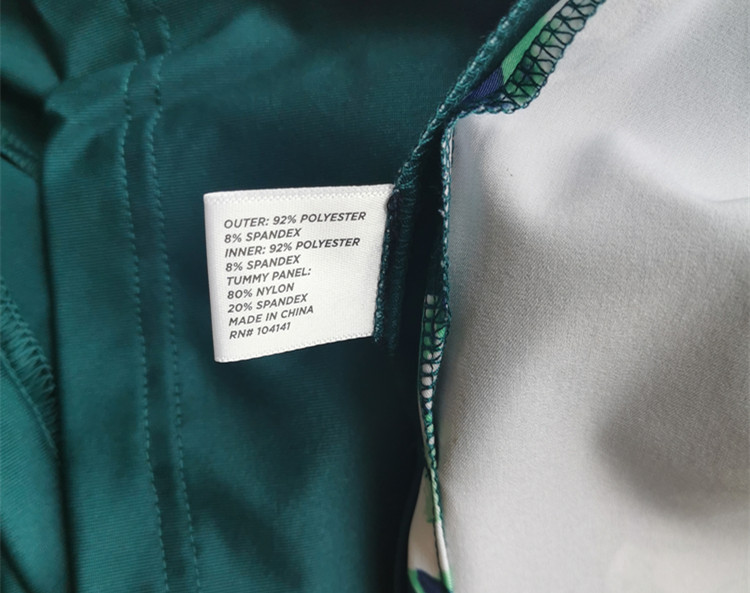 OUTER: 92% POLYESTER
8% SPANDEX
INNER: 92% POLYESTER
8% SPANDEX
TUMMY PANEL:
80% NYLON
20% SPANDEX
MADE IN CHINA
RN# 104141